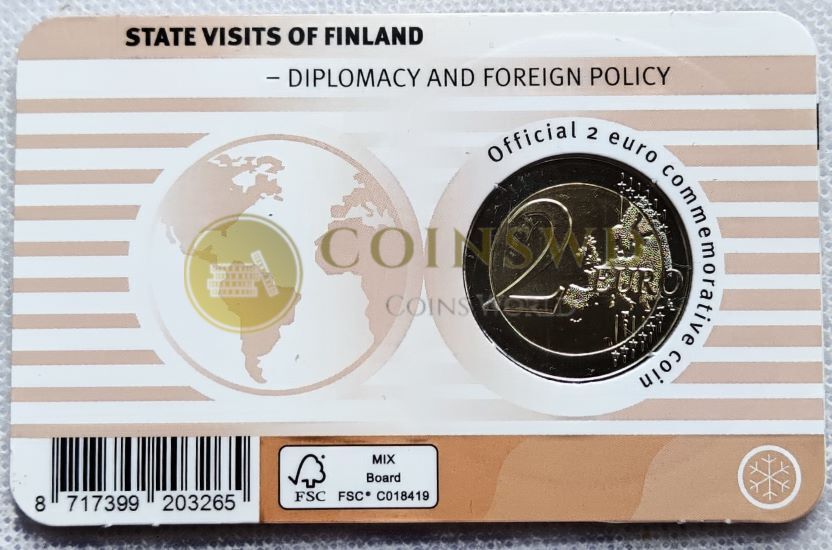 STATE VISITS OF FINLAND
– DIPLOMACY AND FOREIGN POLICY
Official 2 euro commemorative coin
2 EURO
COINSWD
COINS WORLD
8 717399 203265
FSC
MIX
Board
FSC® C018419